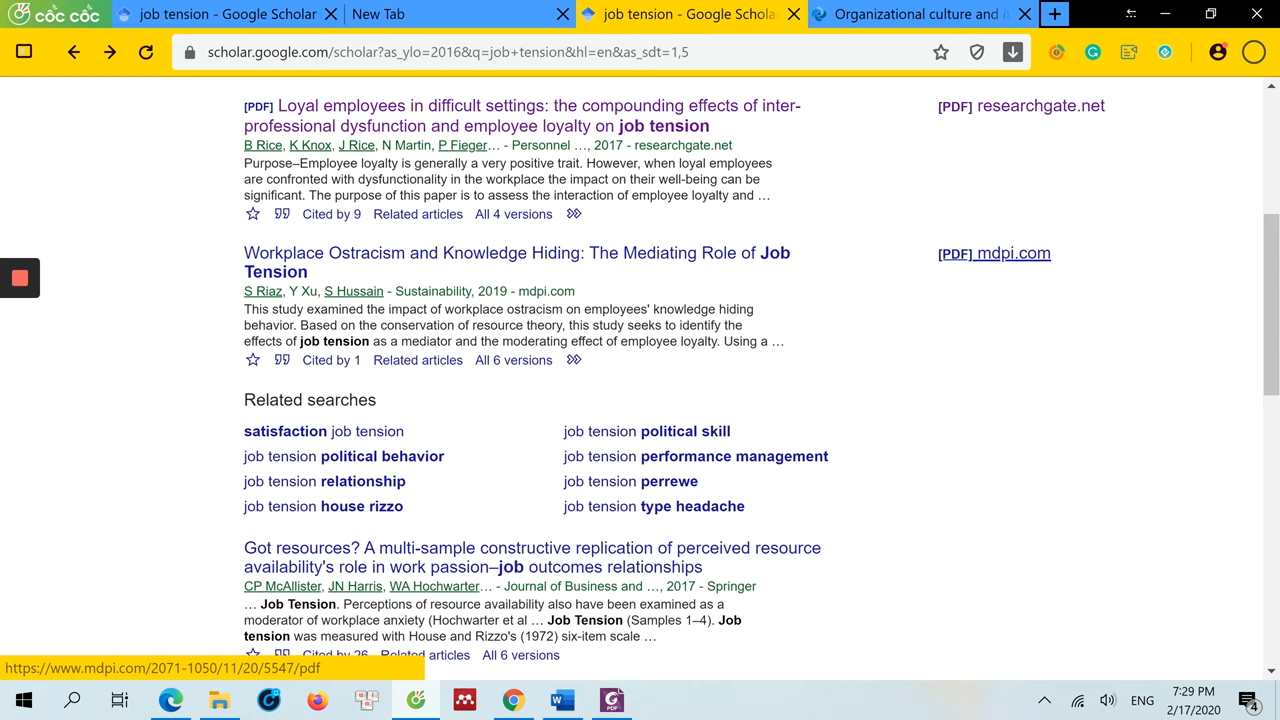 cốc cốc
job tension - Google Scholar
New Tab
job tension - Google Schola
Organizational culture and i
scholar.google.com/scholar?as_ylo=2016&q=job+tension&hl=en&as_sdt=1,5
[PDF] Loyal employees in difficult settings: the compounding effects of inter-
professional dysfunction and employee loyalty on job tension
[PDF] researchgate.net
B Rice, K Knox, J Rice, N Martin, P Fieger… - Personnel …, 2017 - researchgate.net
Purpose–Employee loyalty is generally a very positive trait. However, when loyal employees
are confronted with dysfunctionality in the workplace the impact on their well-being can be
significant. The purpose of this paper is to assess the interaction of employee loyalty and …
Cited by 9 Related articles All 4 versions
Workplace Ostracism and Knowledge Hiding: The Mediating Role of Job
Tension
[PDF] mdpi.com
S Riaz, Y Xu, S Hussain - Sustainability, 2019 - mdpi.com
This study examined the impact of workplace ostracism on employees' knowledge hiding
behavior. Based on the conservation of resource theory, this study seeks to identify the
effects of job tension as a mediator and the moderating effect of employee loyalty. Using a …
Cited by 1 Related articles All 6 versions
Related searches
satisfaction job tension
job tension political skill
job tension political behavior
job tension performance management
job tension relationship
job tension perrewe
job tension house rizzo
job tension type headache
Got resources? A multi-sample constructive replication of perceived resource
availability's role in work passion–job outcomes relationships
CP McAllister, JN Harris, WA Hochwarter… - Journal of Business and …, 2017 - Springer
… Job Tension. Perceptions of resource availability also have been examined as a
moderator of workplace anxiety (Hochwarter et al … Job Tension (Samples 1–4). Job
tension was measured with House and Rizzo's (1972) six-item scale …
Cited by 26 Related articles All 6 versions
https://www.mdpi.com/2071-1050/11/20/5547/pdf
ENG
7:29 PM
2/17/2020
4
PDF